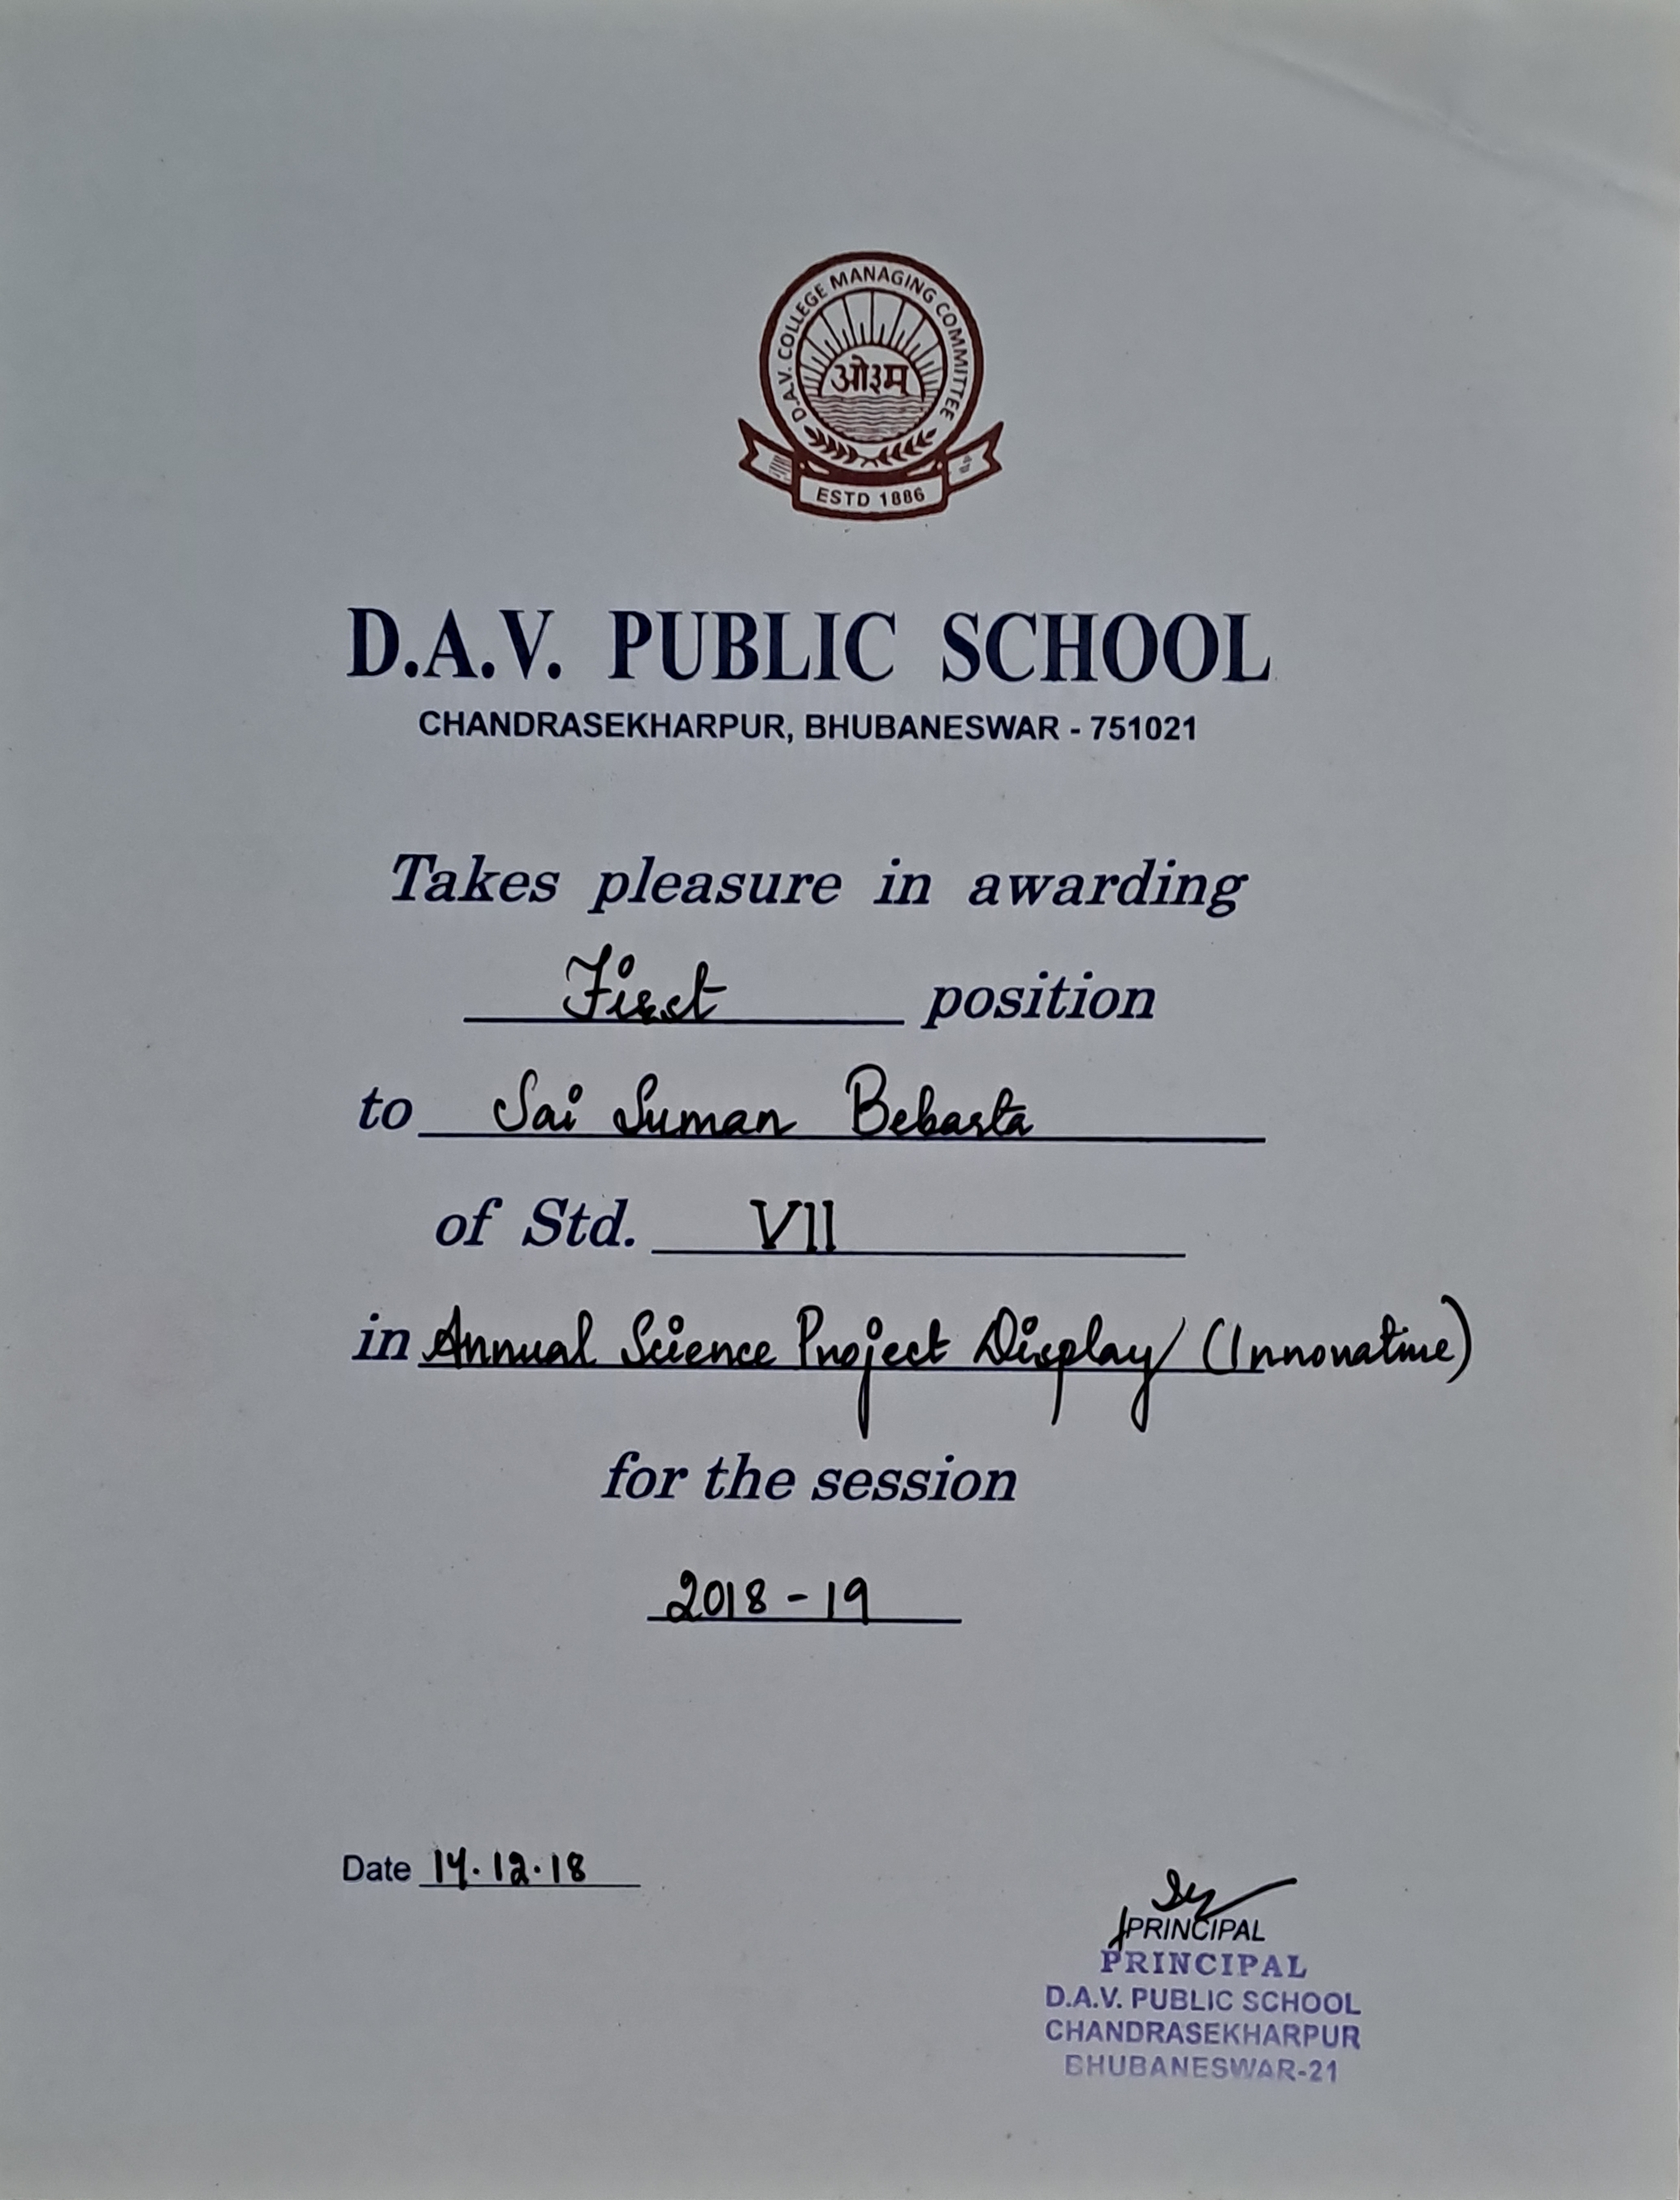 D.A.V. COLLEGE MANAGING COMMITTEE
ओ३म्
ESTD 1886
D.A.V. PUBLIC SCHOOL
CHANDRASEKHARPUR, BHUBANESWAR - 751021
Takes pleasure in awarding
First position
to Sai Suman Bebarta
of Std. VII
in Annual Science Project Display (Innovative)
for the session
2018-19
Date 14.12.18
PRINCIPAL
PRINCIPAL
D.A.V. PUBLIC SCHOOL
CHANDRASEKHARPUR
BHUBANESWAR-21